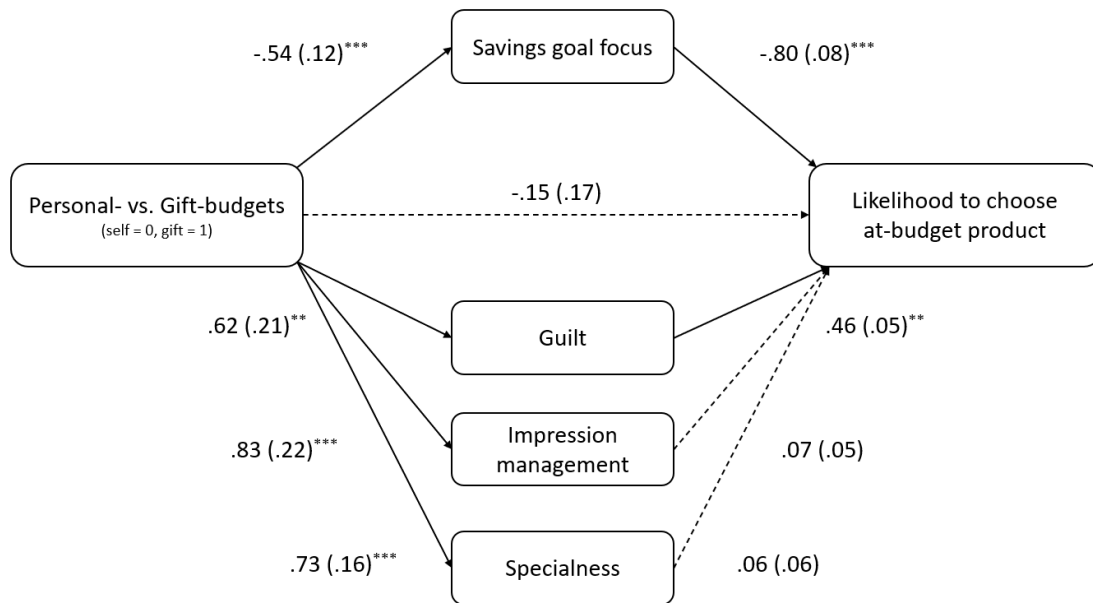 -.54 (.12)***
Savings goal focus
-.80 (.08)***
Personal- vs. Gift-budgets
(self = 0, gift = 1)
-.15 (.17)
Likelihood to choose
at-budget product
.62 (.21)**
Guilt
.46 (.05)**
.83 (.22)***
Impression
management
.07 (.05)
.73 (.16)***
Specialness
.06 (.06)